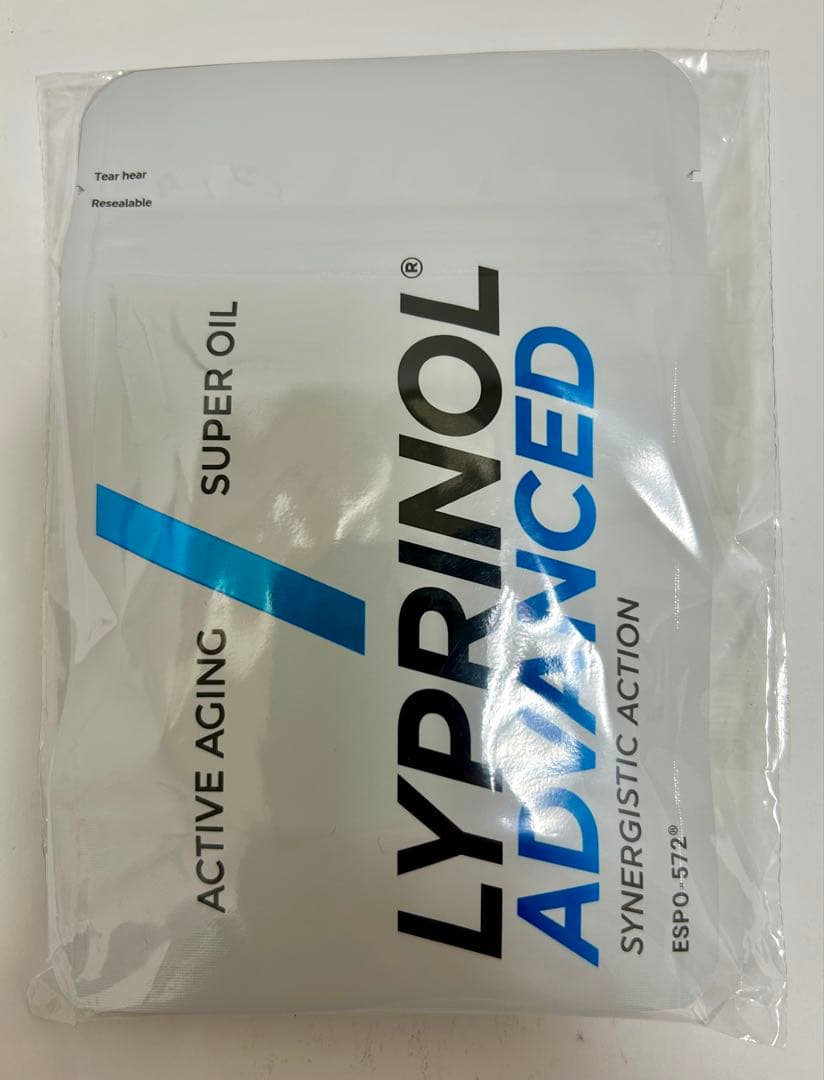 Tear hear
Resealable
ACTIVE AGING
SUPER OIL
LYPRINOL®
ADVANCED
SYNERGISTIC ACTION
ESPO-572®